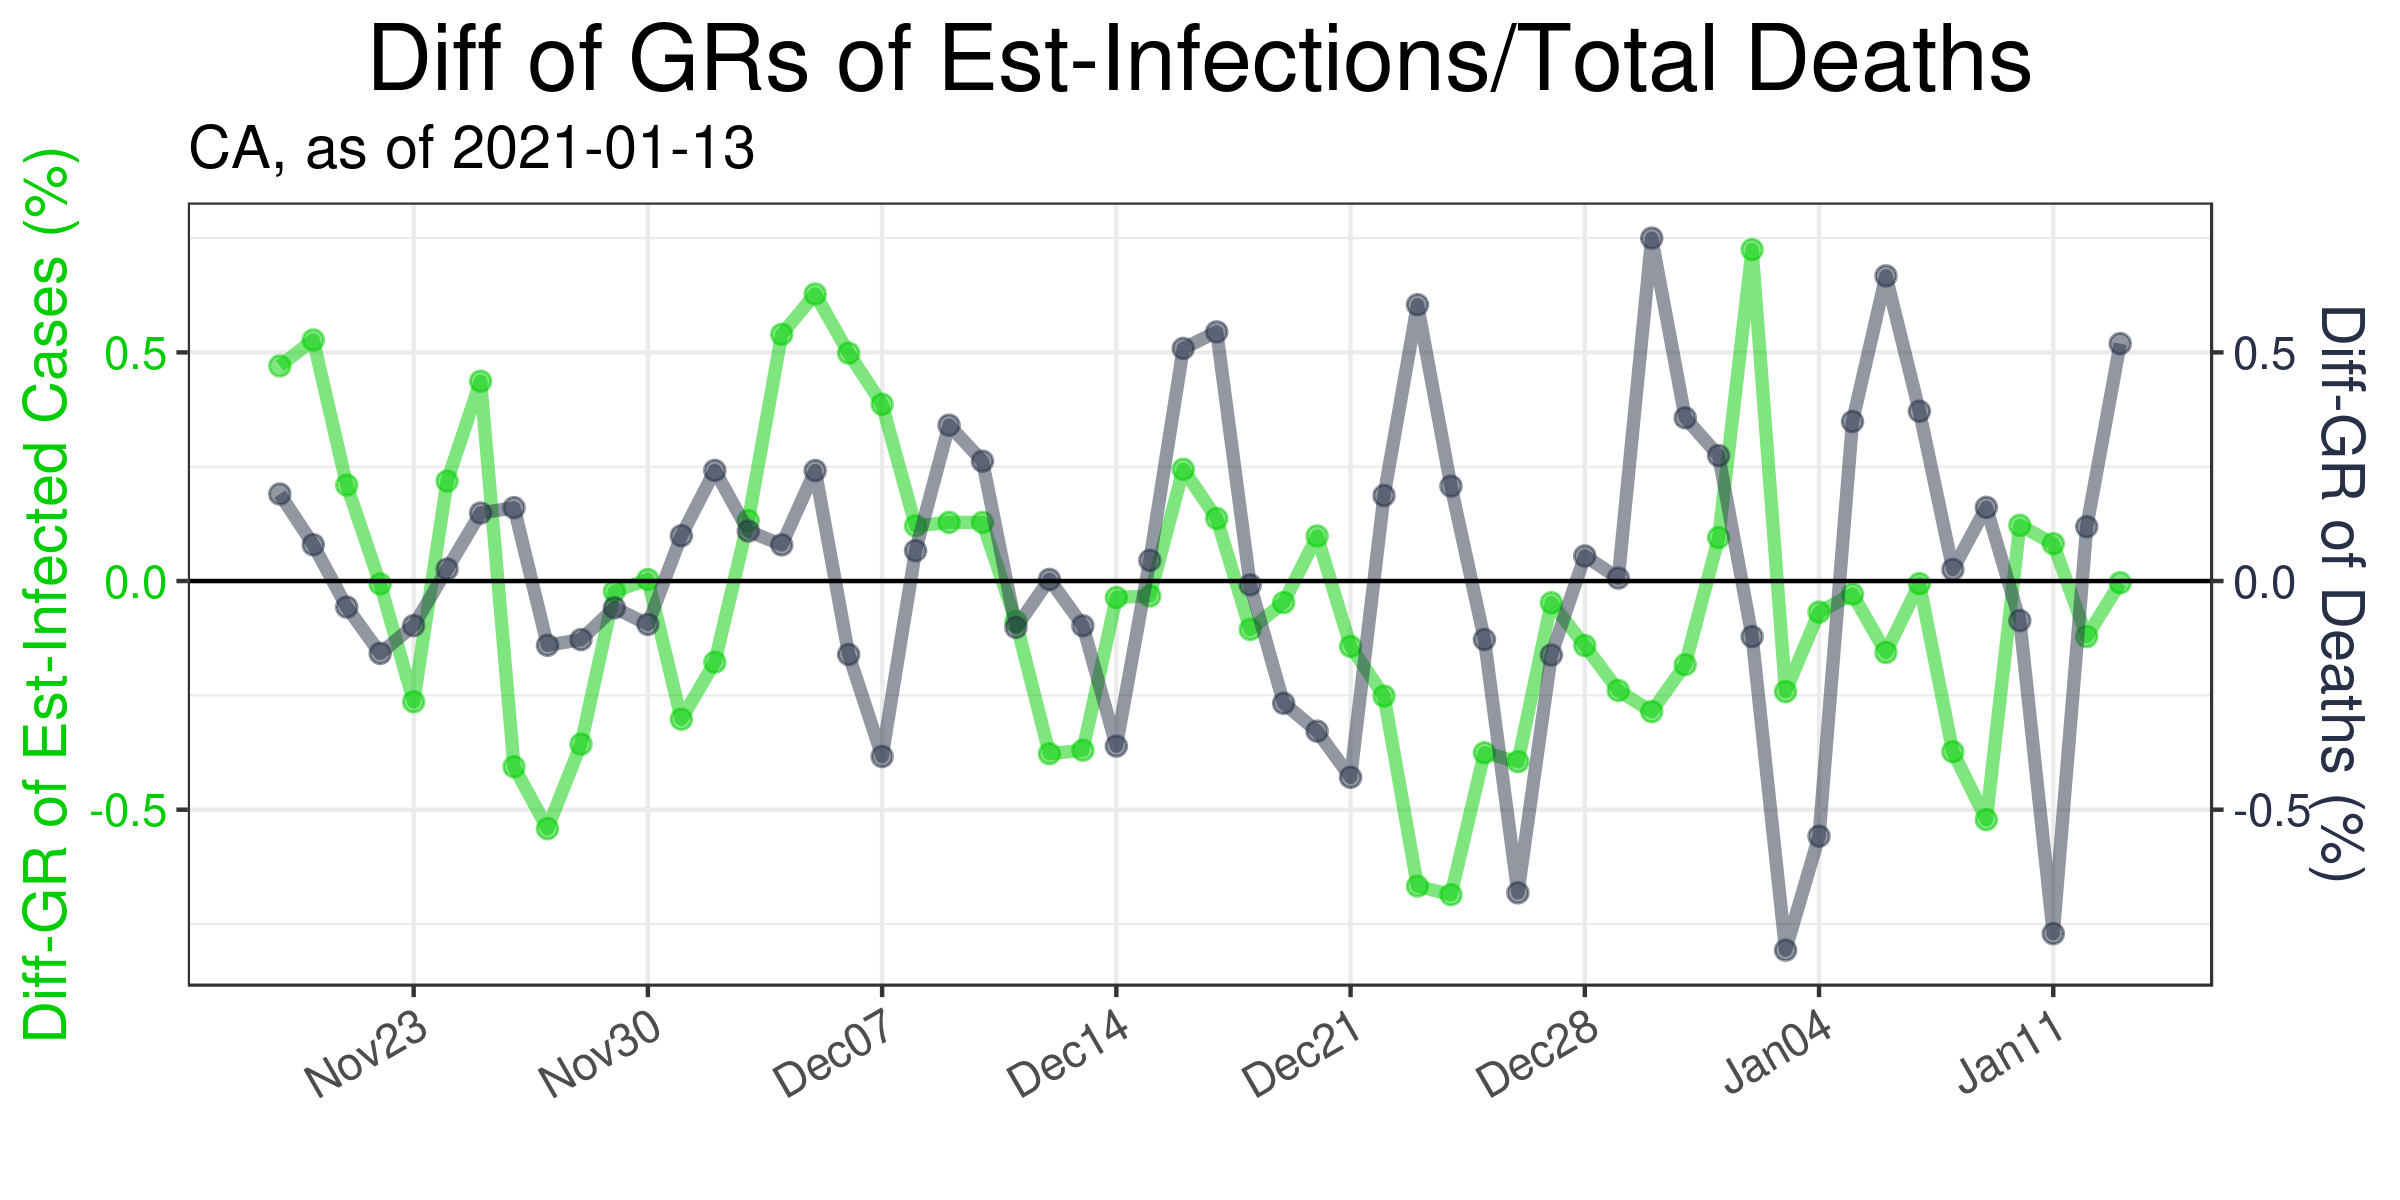 Diff of GRs of Est-Infections/Total Deaths
CA, as of 2021-01-13
Diff-GR of Est-Infected Cases (%)
0.5
0.0
-0.5
0.5
0.0
-0.5
Diff-GR of Deaths (%)
Nov23
Nov30
Dec07
Dec14
Dec21
Dec28
Jan04
Jan11